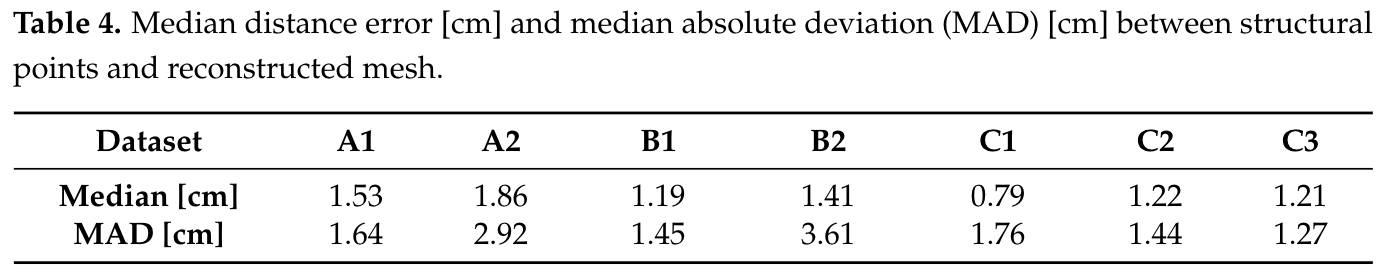 Table 4. Median distance error [cm] and median absolute deviation (MAD) [cm] between structural
points and reconstructed mesh.
Dataset A1 A2 B1 B2 C1 C2 C3
Median [cm] 1.53 1.86 1.19 1.41 0.79 1.22 1.21
MAD [cm] 1.64 2.92 1.45 3.61 1.76 1.44 1.27